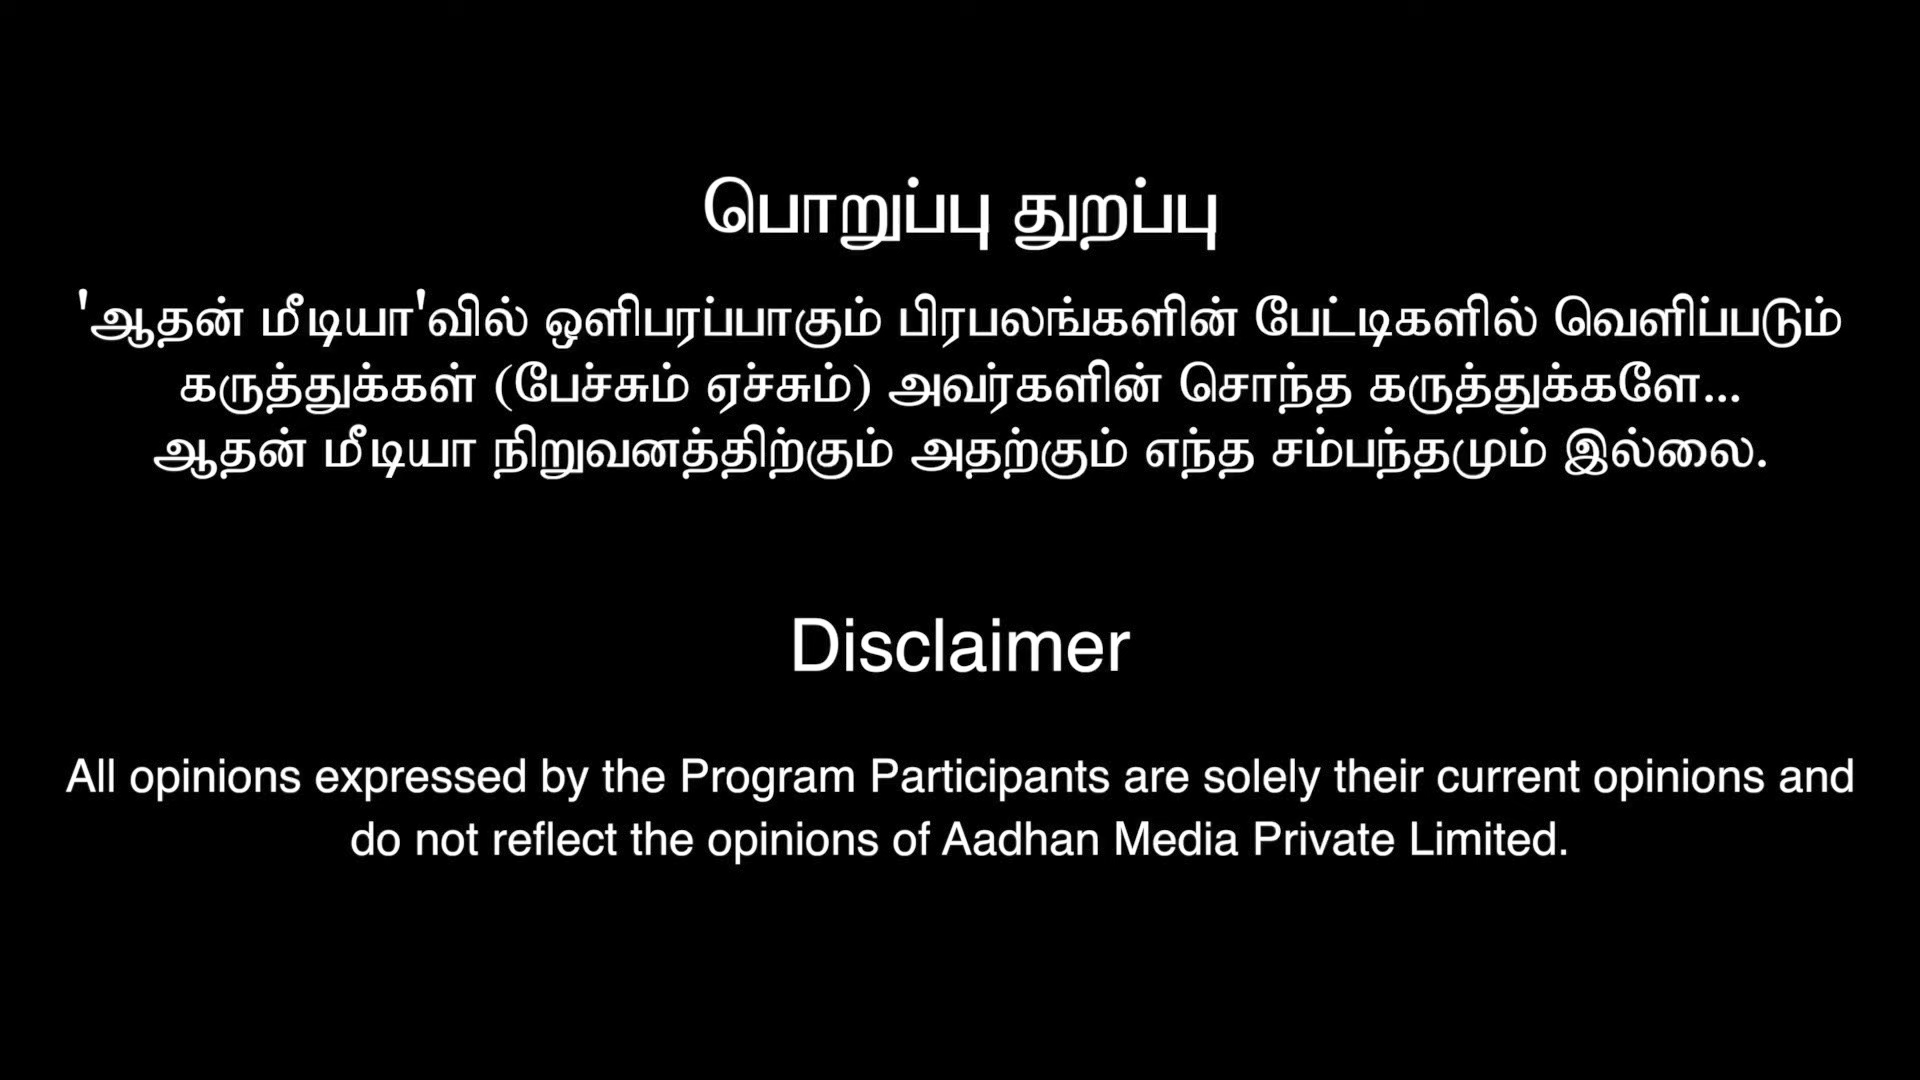 பொறுப்பு துறப்பு
'ஆதன் மீடியா'வில் ஒளிபரப்பாகும் பிரபலங்களின் பேட்டிகளில் வெளிப்படும்
கருத்துக்கள் (பேச்சும் ஏச்சும்) அவர்களின் சொந்த கருத்துக்களே...
ஆதன் மீடியா நிறுவனத்திற்கும் அதற்கும் எந்த சம்பந்தமும் இல்லை.
Disclaimer
All opinions expressed by the Program Participants are solely their current opinions and
do not reflect the opinions of Aadhan Media Private Limited.